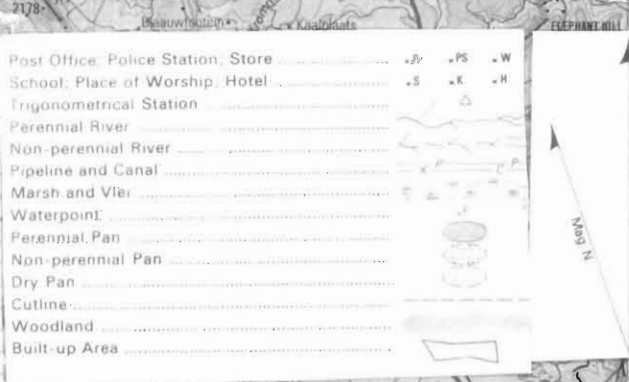 2178
Kaalplaats
ELEPHANT HILL
Post Office; Police Station; Store ■P ■PS ■W
School; Place of Worship; Hotel ■S ■K ■H
Trigonometrical Station
Perennial River
Non-perennial River
Pipeline and Canal
Marsh and Vlei
Waterpoint
Perennial Pan
Non-perennial Pan
Dry Pan
Cutline
Woodland
Built-up Area
Mag N